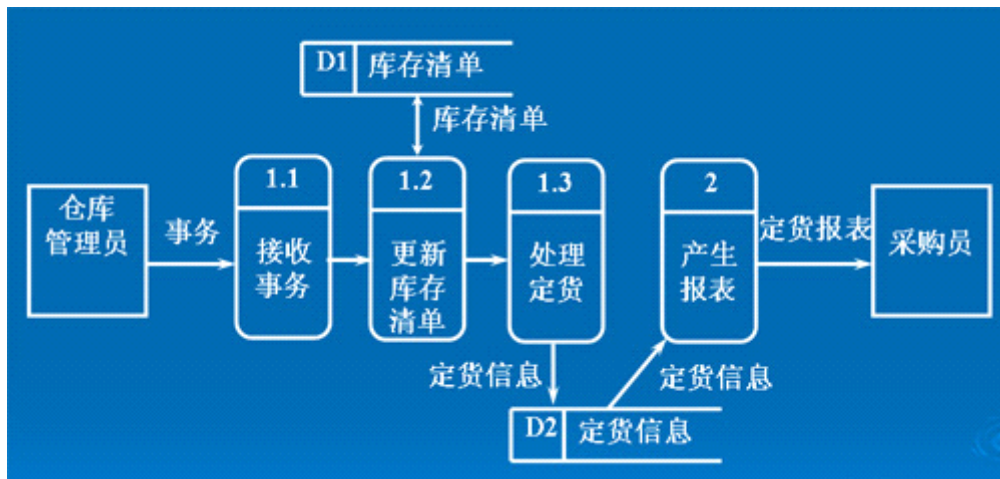 D1 库存清单
库存清单
1.1
1.2
1.3
2
仓库
管理员
事务
接收
事务
更新
库存
清单
处理
定货
产生
报表
定货报表
采购员
定货信息
定货信息
D2 定货信息